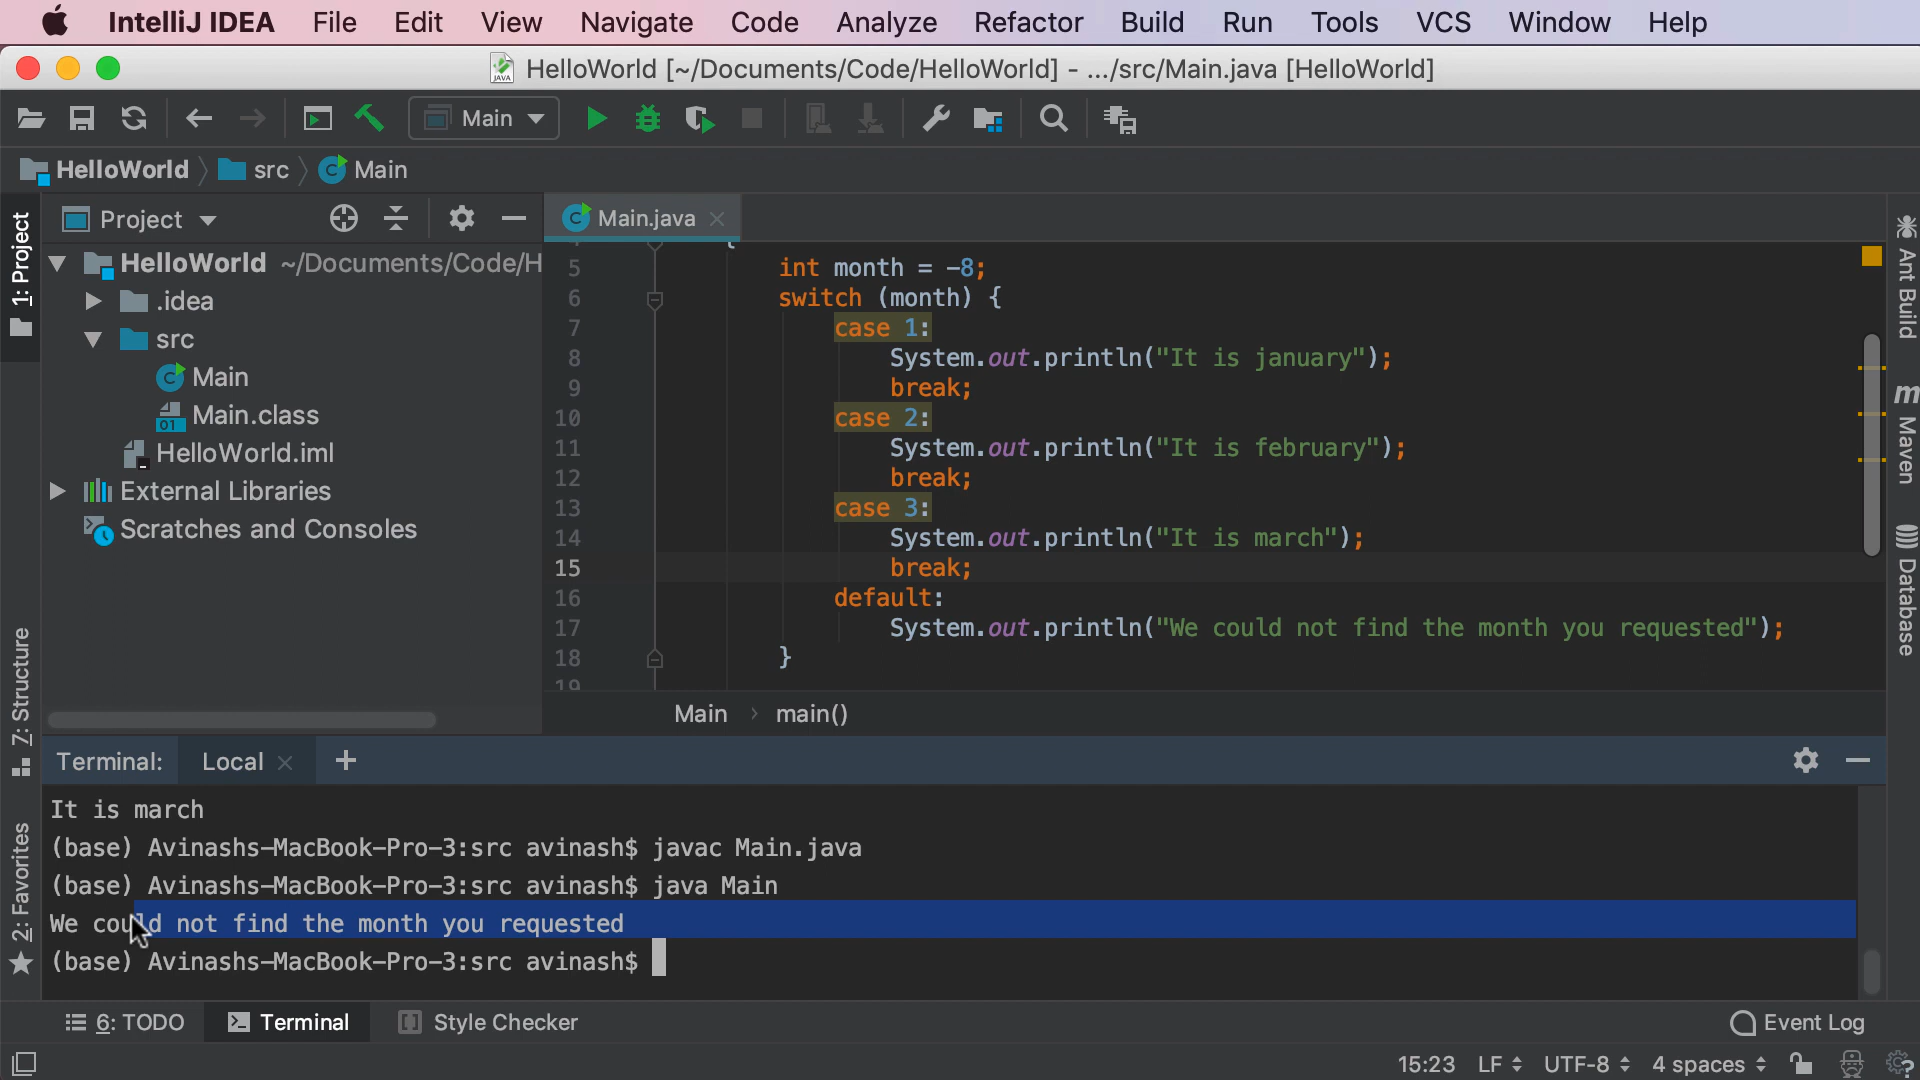 IntelliJ IDEA File Edit View Navigate Code Analyze Refactor Build Run Tools VCS Window Help
HelloWorld [~/Documents/Code/HelloWorld] - .../src/Main.java [HelloWorld]
Main
HelloWorld src Main
1: Project
Project
HelloWorld ~/Documents/Code/H
.idea
src
Main
Main.class
HelloWorld.iml
External Libraries
Scratches and Consoles
Main.java
5 int month = -8;
6 switch (month) {
7 case 1:
8 System.out.println("It is january");
9 break;
10 case 2:
11 System.out.println("It is february");
12 break;
13 case 3:
14 System.out.println("It is march");
15 break;
16 default:
17 System.out.println("We could not find the month you requested");
18 }
19
Main > main()
Ant Build
Maven
Database
7: Structure
2: Favorites
Terminal: Local
It is march
(base) Avinashs-MacBook-Pro-3:src avinash$ javac Main.java
(base) Avinashs-MacBook-Pro-3:src avinash$ java Main
We could not find the month you requested
(base) Avinashs-MacBook-Pro-3:src avinash$
6: TODO Terminal Style Checker Event Log
15:23 LF UTF-8 4 spaces